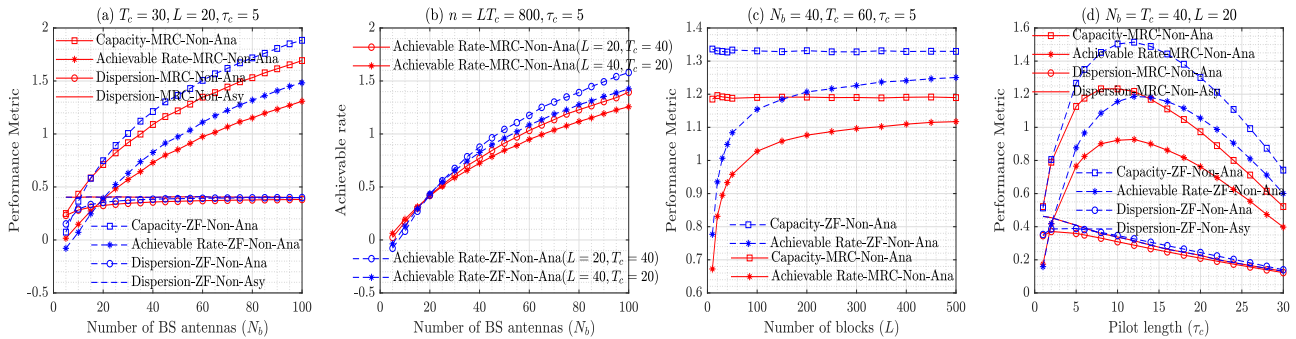 (a) T_c = 30, L = 20, τ_c = 5
Performance Metric
2
1.5
1
0.5
0
-0.5
Capacity-MRC-Non-Ana
Achievable Rate-MRC-Non-Ana
Dispersion-MRC-Non-Ana
Dispersion-MRC-Non-Asy
Capacity-ZF-Non-Ana
Achievable Rate-ZF-Non-Ana
Dispersion-ZF-Non-Ana
Dispersion-ZF-Non-Asy
20 40 60 80 100
Number of BS antennas (N_b)
(b) n = LT_c = 800, τ_c = 5
Achievable rate
2
1.5
1
0.5
0
-0.5
Achievable Rate-MRC-Non-Ana(L = 20, T_c = 40)
Achievable Rate-MRC-Non-Ana(L = 40, T_c = 20)
Achievable Rate-ZF-Non-Ana(L = 20, T_c = 40)
Achievable Rate-ZF-Non-Ana(L = 40, T_c = 20)
0 20 40 60 80 100
Number of BS antennas (N_b)
(c) N_b = 40, T_c = 60, τ_c = 5
Performance Metric
1.4
1.3
1.2
1.1
1
0.9
0.8
0.7
0.6
Capacity-ZF-Non-Ana
Achievable Rate-ZF-Non-Ana
Capacity-MRC-Non-Ana
Achievable Rate-MRC-Non-Ana
0 100 200 300 400 500
Number of blocks (L)
(d) N_b = T_c = 40, L = 20
Performance Metric
1.6
1.4
1.2
1
0.8
0.6
0.4
0.2
0
Capacity-MRC-Non-Ana
Achievable Rate-MRC-Non-Ana
Dispersion-MRC-Non-Ana
Dispersion-MRC-Non-Asy
Capacity-ZF-Non-Ana
Achievable Rate-ZF-Non-Ana
Dispersion-ZF-Non-Ana
Dispersion-ZF-Non-Asy
0 5 10 15 20 25 30
Pilot length (τ_c)